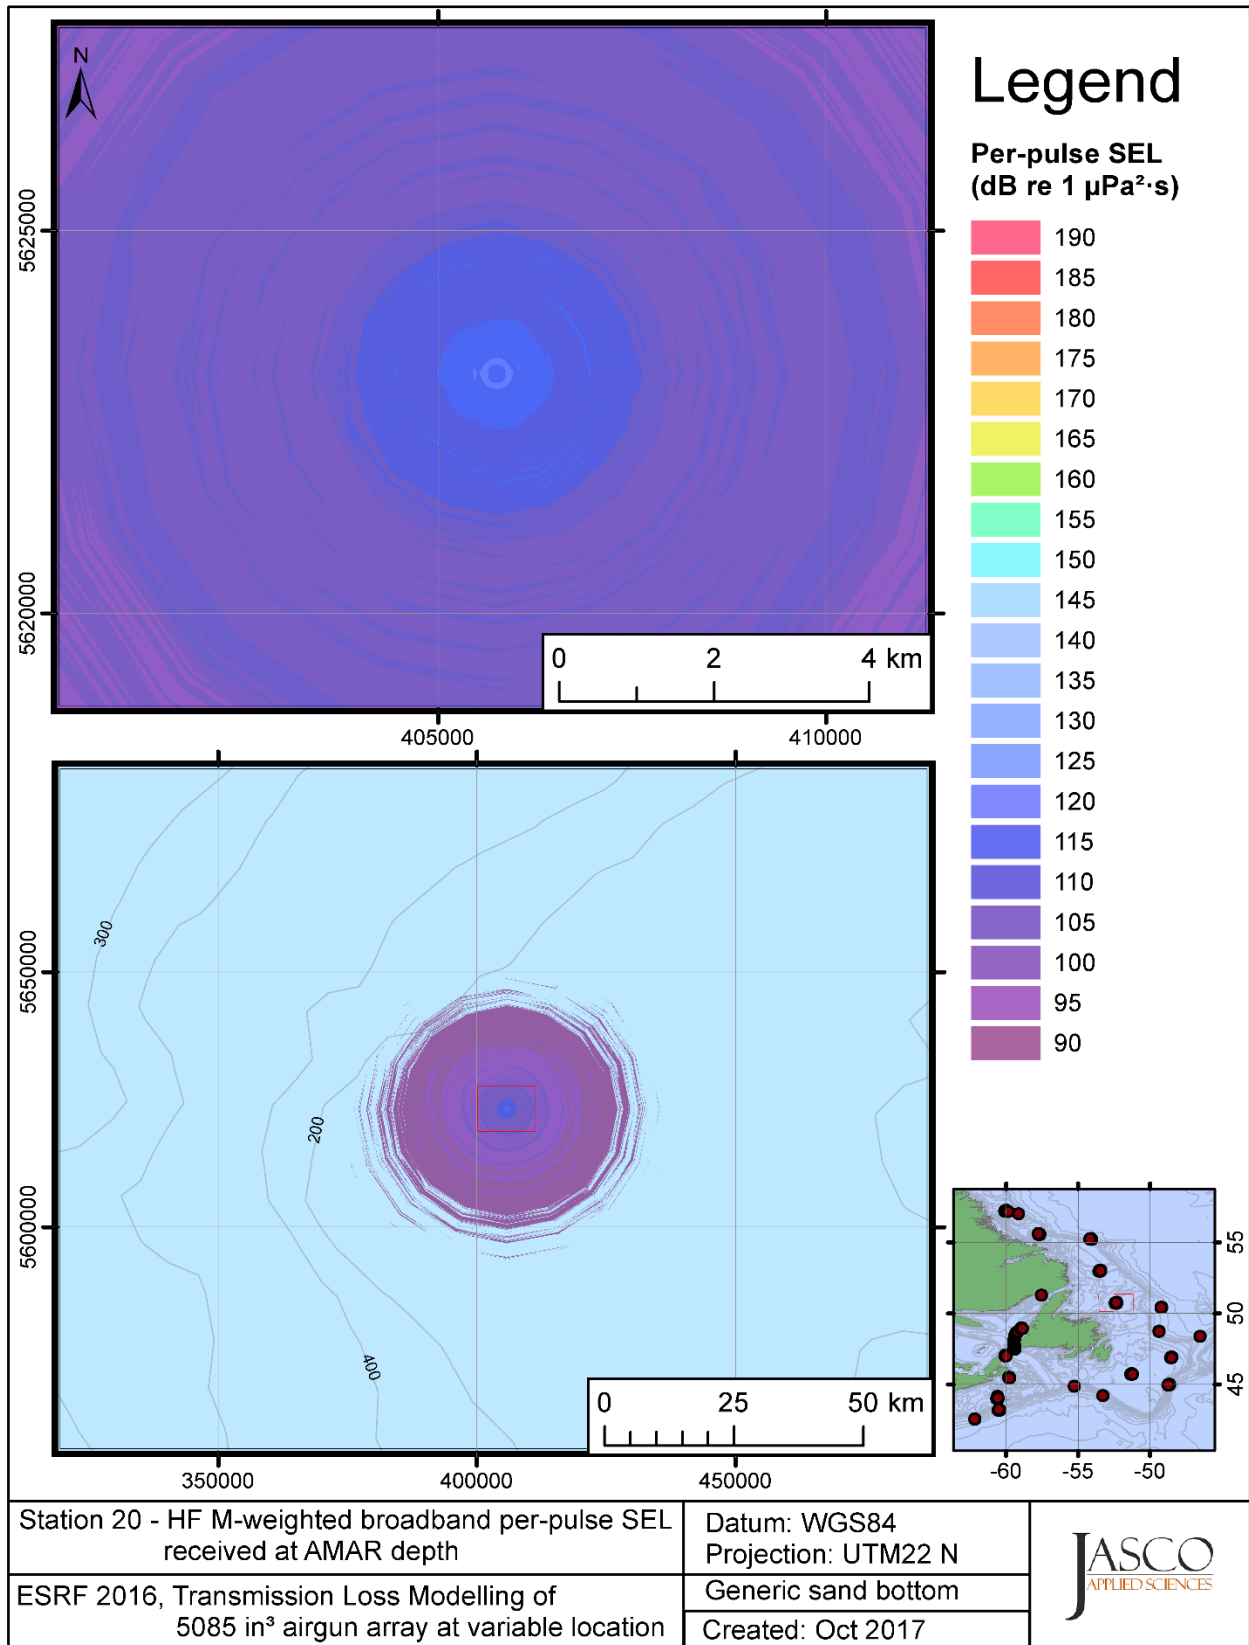 N
5625000
5620000
0 2 4 km
405000 410000
Legend
Per-pulse SEL
(dB re 1 µPa²·s)
190
185
180
175
170
165
160
155
150
145
140
135
130
125
120
115
110
105
100
95
90
5650000
5600000
300
200
400
0 25 50 km
350000 400000 450000
55
50
45
-60 -55 -50
Station 20 - HF M-weighted broadband per-pulse SEL
received at AMAR depth
ESRF 2016, Transmission Loss Modelling of
5085 in³ airgun array at variable location
Datum: WGS84
Projection: UTM22 N
Generic sand bottom
Created: Oct 2017
JASCO
APPLIED SCIENCES